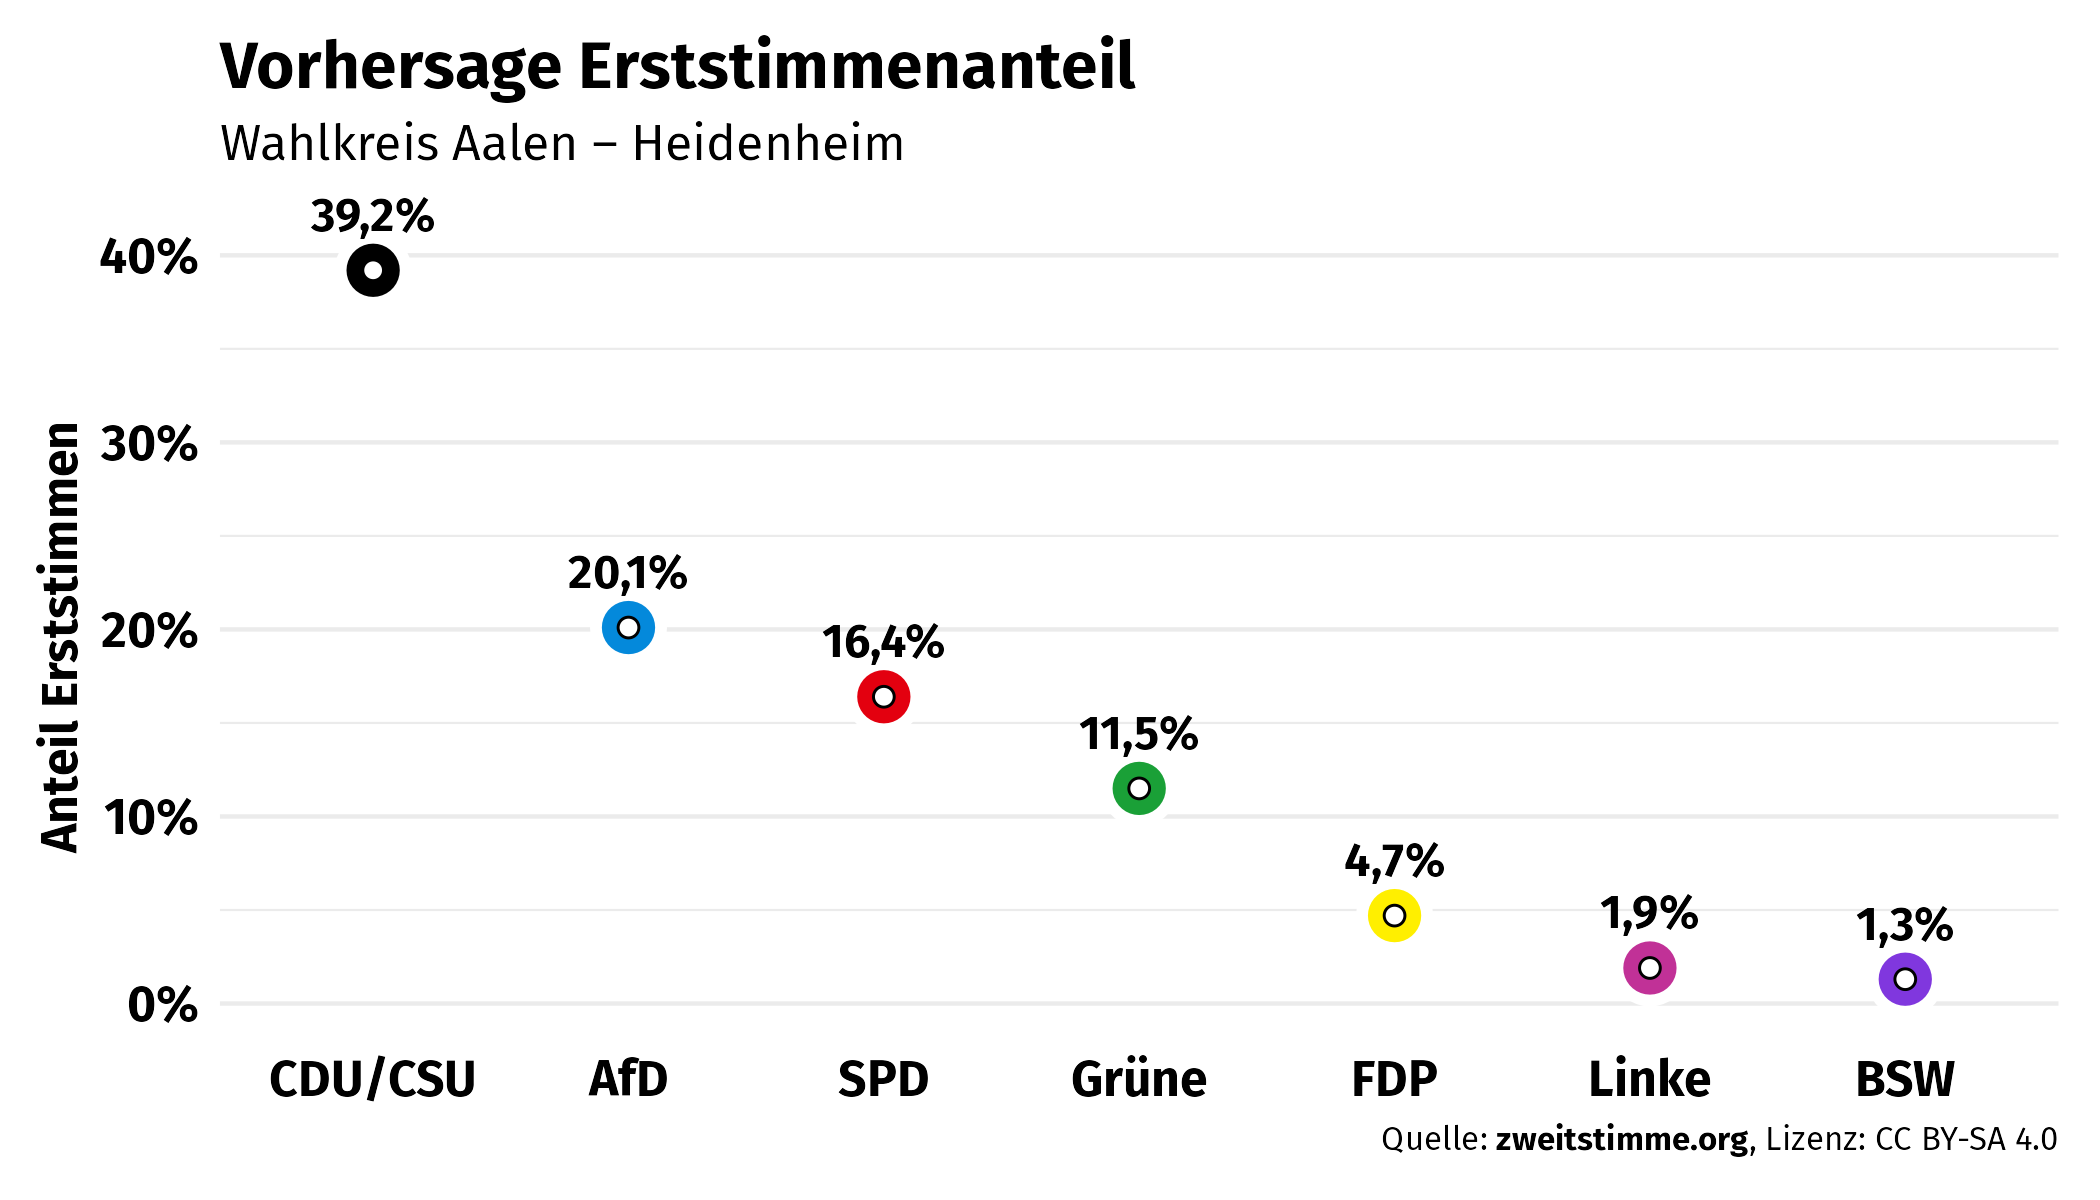 Vorhersage Erststimmenanteil
Wahlkreis Aalen – Heidenheim
Anteil Erststimmen
40%
30%
20%
10%
0%
39,2%
20,1%
16,4%
11,5%
4,7%
1,9%
1,3%
CDU/CSU AfD SPD Grüne FDP Linke BSW
Quelle: zweitstimme.org, Lizenz: CC BY-SA 4.0